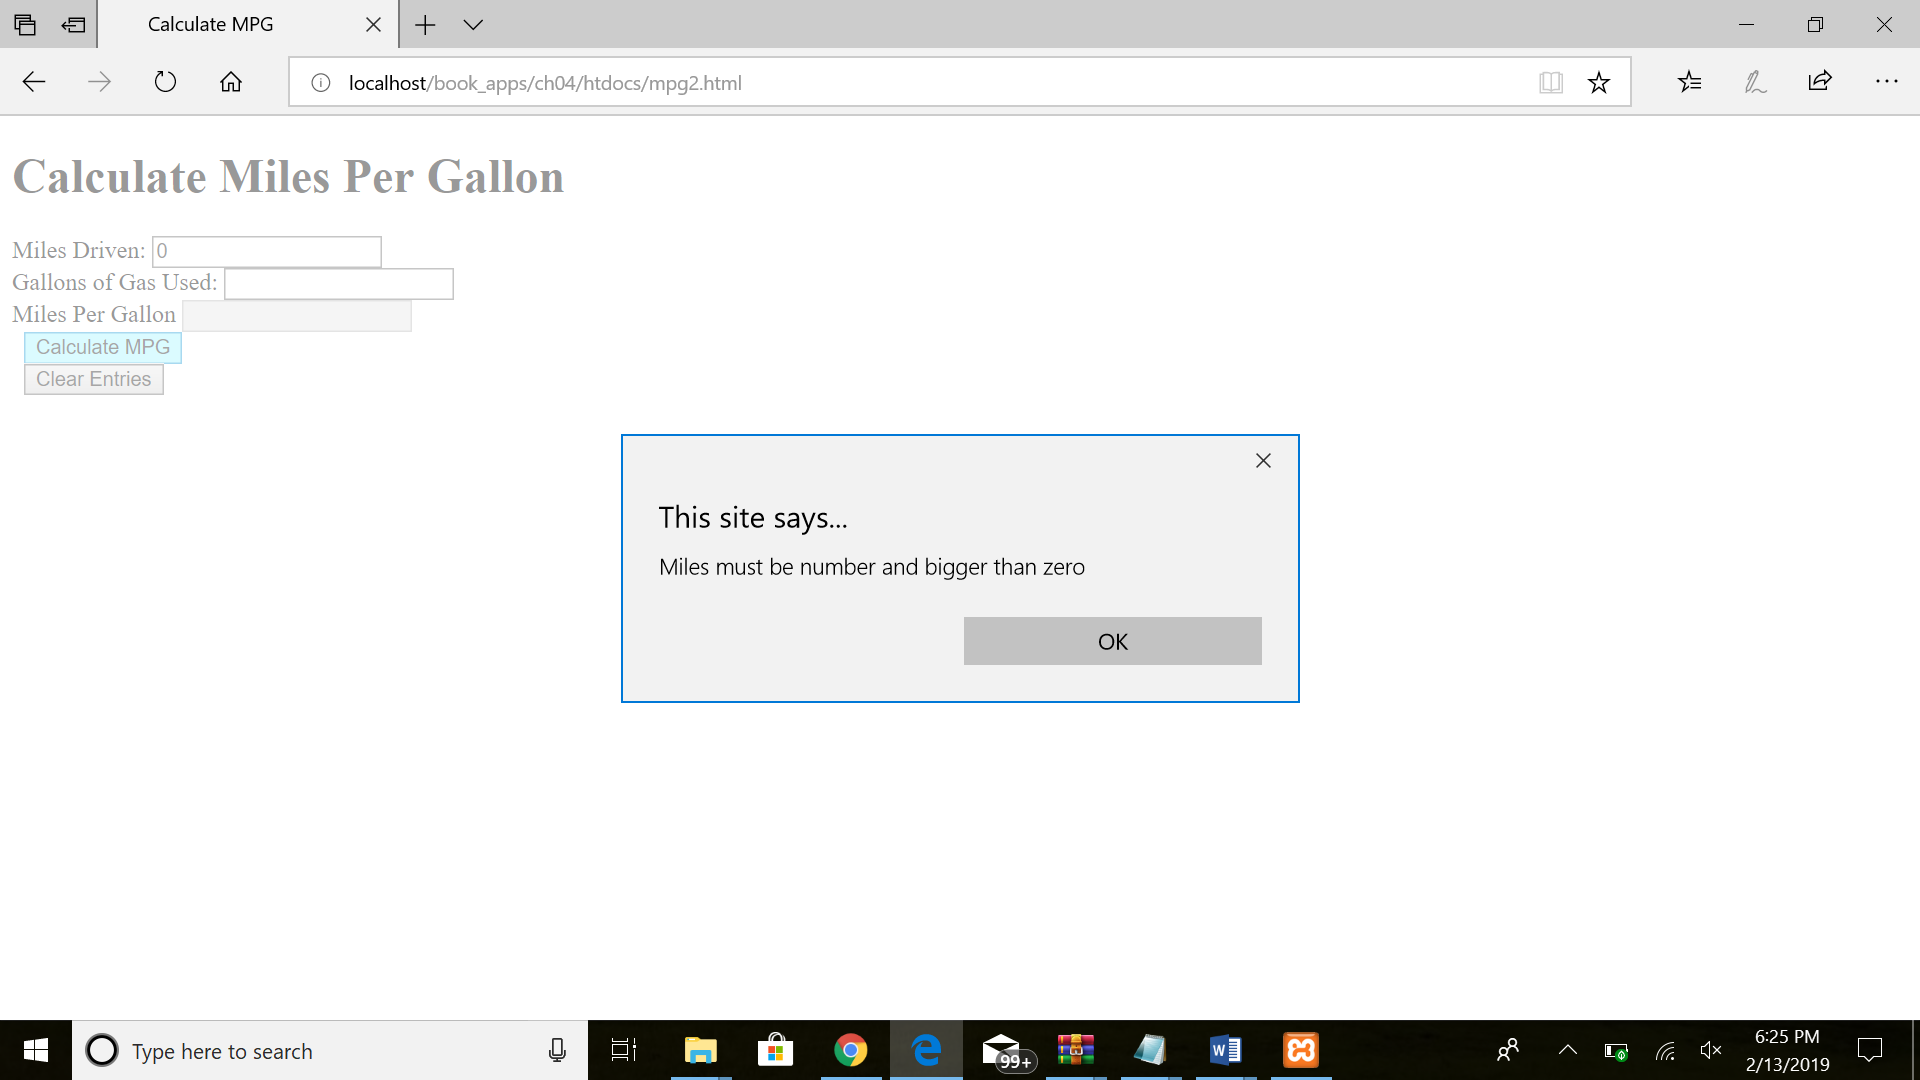 Calculate MPG
localhost/book_apps/ch04/htdocs/mpg2.html
Calculate Miles Per Gallon
Miles Driven: 0
Gallons of Gas Used:
Miles Per Gallon
Calculate MPG
Clear Entries
This site says...
Miles must be number and bigger than zero
OK
Type here to search
99+
6:25 PM
2/13/2019